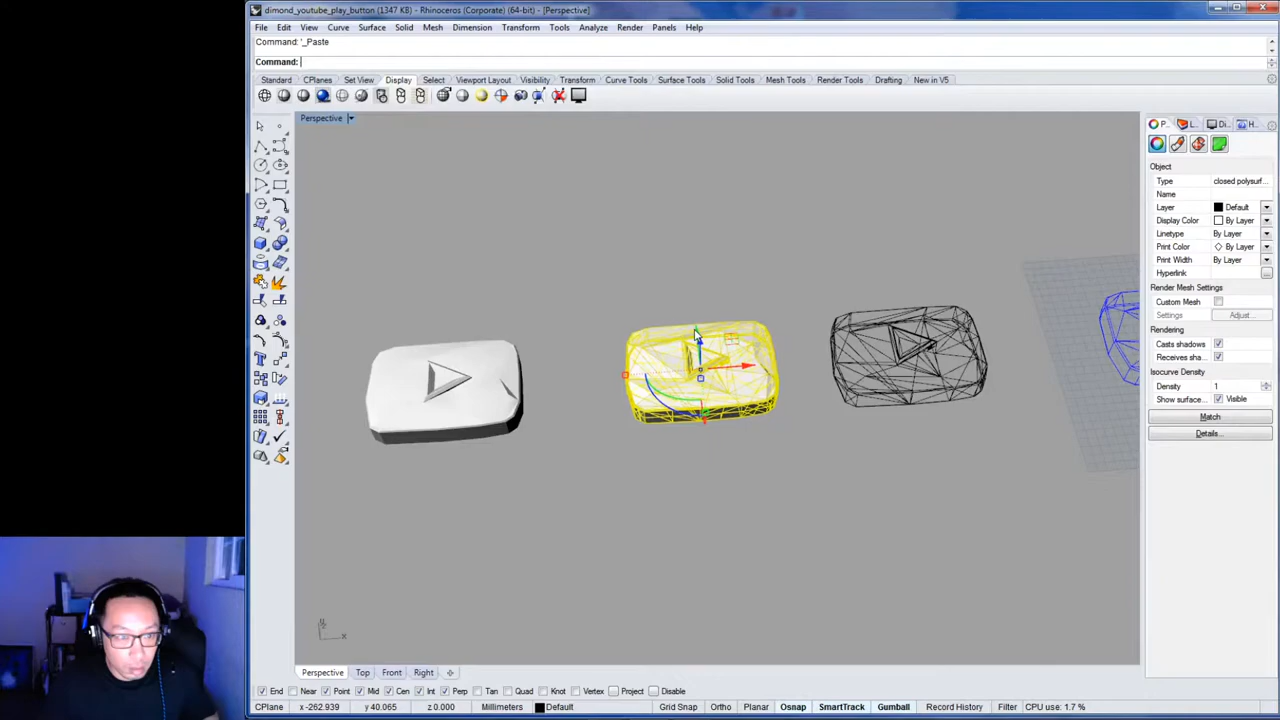 dimond_youtube_play_button (1347 KB) - Rhinoceros (Corporate) (64-bit) - [Perspective]
File Edit View Curve Surface Solid Mesh Dimension Transform Tools Analyze Render Panels Help
Command: '_Paste
Command:
Standard CPlanes Set View Display Select Viewport Layout Visibility Transform Curve Tools Surface Tools Solid Tools Mesh Tools Render Tools Drafting New in V5
Perspective
P... L... Di... H...
Object
Type closed polysurf...
Name
Layer Default
Display Color By Layer
Linetype By Layer
Print Color By Layer
Print Width By Layer
Hyperlink ...
Render Mesh Settings
Custom Mesh
Settings Adjust...
Rendering
Casts shadows
Receives sha...
Isocurve Density
Density 1
Show surface... Visible
Match
Details...
x
Perspective Top Front Right
End Near Point Mid Cen Int Perp Tan Quad Knot Vertex Project Disable
CPlane x -262.939 y 40.065 z 0.000 Millimeters Default Grid Snap Ortho Planar Osnap SmartTrack Gumball Record History Filter CPU use: 1.7 %